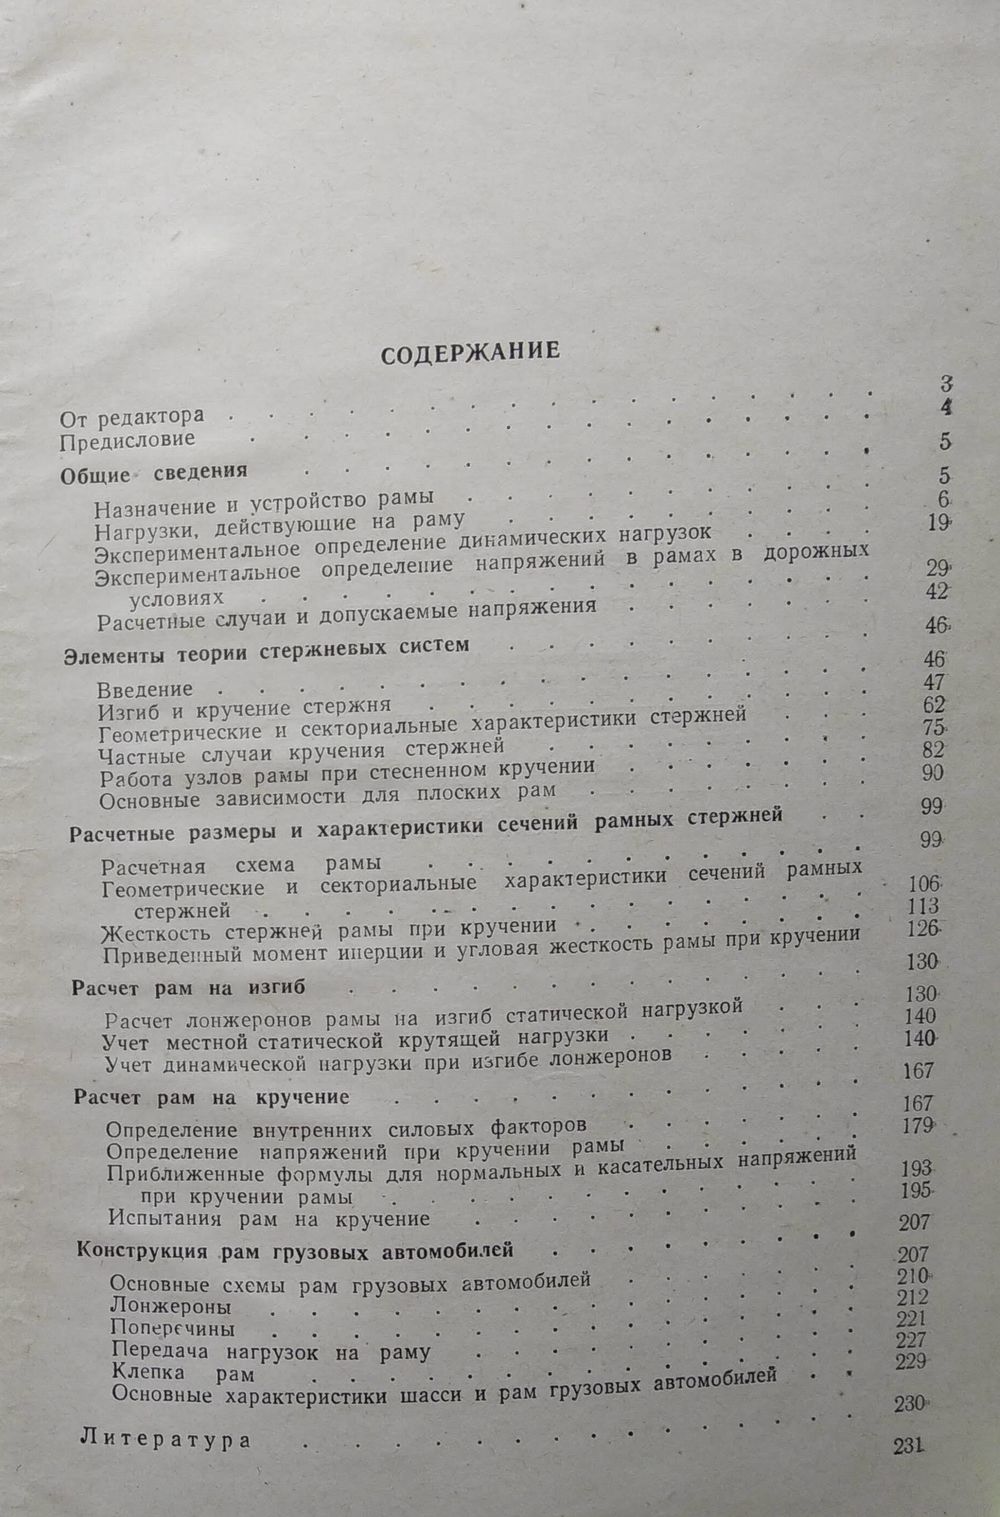 СОДЕРЖАНИЕ
От редактора . . . . . . . . . . . . . . . . . 3
Предисловие . . . . . . . . . . . . . . . . 4
Общие сведения . . . . . . . . . . . . . . 5
Назначение и устройство рамы . . . . . . . . . . 5
Нагрузки, действующие на раму . . . . . . . . . 6
Экспериментальное определение динамических нагрузок . . . . 19
Экспериментальное определение напряжений в рамах в дорожных
условиях . . . . . . . . . . . . . . . 29
Расчетные случаи и допускаемые напряжения . . . . . . 42
Элементы теории стержневых систем . . . . . . . . . 46
Введение . . . . . . . . . . . . . . . . 46
Изгиб и кручение стержня . . . . . . . . . . . 47
Геометрические и секториальные характеристики стержней . . . 62
Частные случаи кручения стержней . . . . . . . . 75
Работа узлов рамы при стесненном кручении . . . . . . 82
Основные зависимости для плоских рам . . . . . . . 90
Расчетные размеры и характеристики сечений рамных стержней . . 99
Расчетная схема рамы . . . . . . . . . . . 99
Геометрические и секториальные характеристики сечений рамных
стержней . . . . . . . . . . . . . . . 106
Жесткость стержней рамы при кручении . . . . . . . 113
Приведенный момент инерции и угловая жесткость рамы при кручении 126
Расчет рам на изгиб . . . . . . . . . . . . 130
Расчет лонжеронов рамы на изгиб статической нагрузкой . . . 130
Учет местной статической крутящей нагрузки . . . . . . 140
Учет динамической нагрузки при изгибе лонжеронов . . . . 140
Расчет рам на кручение . . . . . . . . . . . . 167
Определение внутренних силовых факторов . . . . . . 167
Определение напряжений при кручении рамы . . . . . . 179
Приближенные формулы для нормальных и касательных напряжений
при кручении рамы . . . . . . . . . . . . 193
Испытания рам на кручение . . . . . . . . . . 195
Конструкция рам грузовых автомобилей . . . . . . . . 207
Основные схемы рам грузовых автомобилей . . . . . . 207
Лонжероны . . . . . . . . . . . . . . . 210
Поперечины . . . . . . . . . . . . . . . 212
Передача нагрузок на раму . . . . . . . . . . 221
Клепка рам . . . . . . . . . . . . . . 227
Основные характеристики шасси и рам грузовых автомобилей . . 229
Литература . . . . . . . . . . . . . 230
231